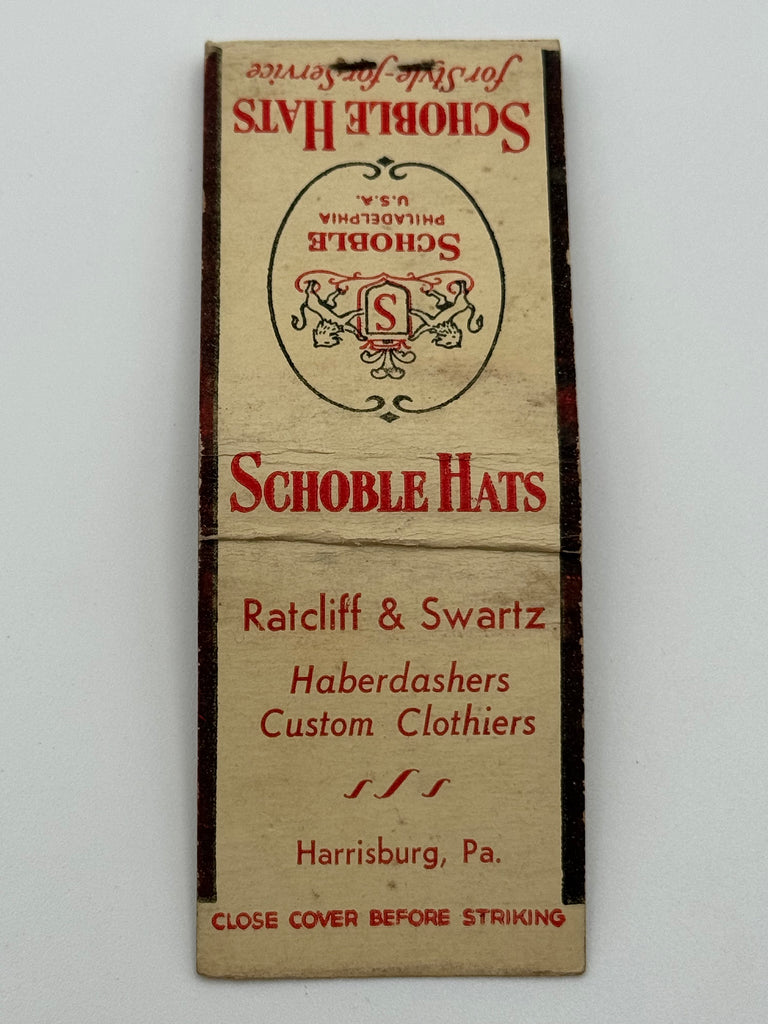 for Style-for Service
SCHOBLE HATS
U.S.A.
PHILADELPHIA
SCHOBLE
S
SCHOBLE HATS
Ratcliff & Swartz
Haberdashers
Custom Clothiers
Harrisburg, Pa.
CLOSE COVER BEFORE STRIKING